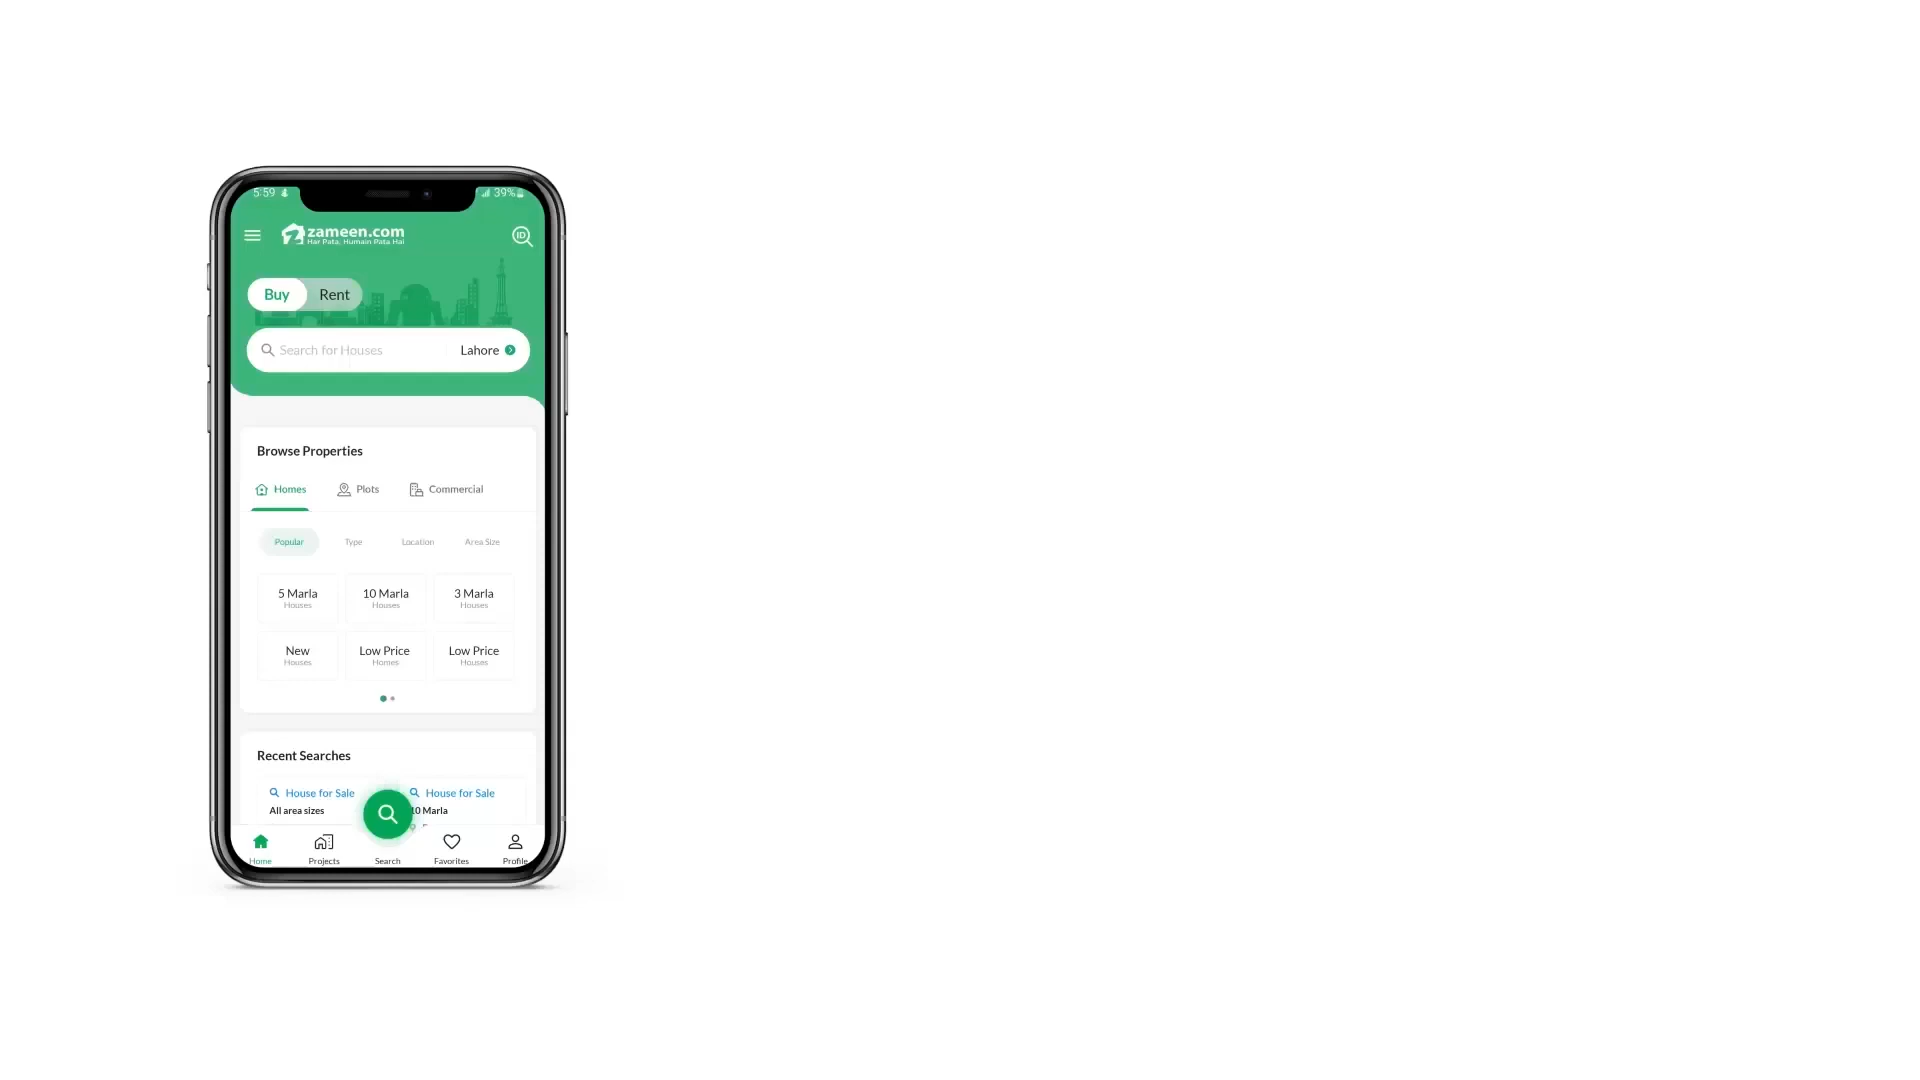 5:59
39%
zameen.com
Har Pata, Humain Pata Hai
ID
Buy Rent
Search for Houses Lahore
Browse Properties
Homes Plots Commercial
Popular Type Location Area Size
5 Marla 10 Marla 3 Marla
Houses Houses Houses
New Low Price Low Price
Houses Homes Houses
Recent Searches
House for Sale House for Sale
All area sizes 10 Marla
Home Projects Search Favorites Profile